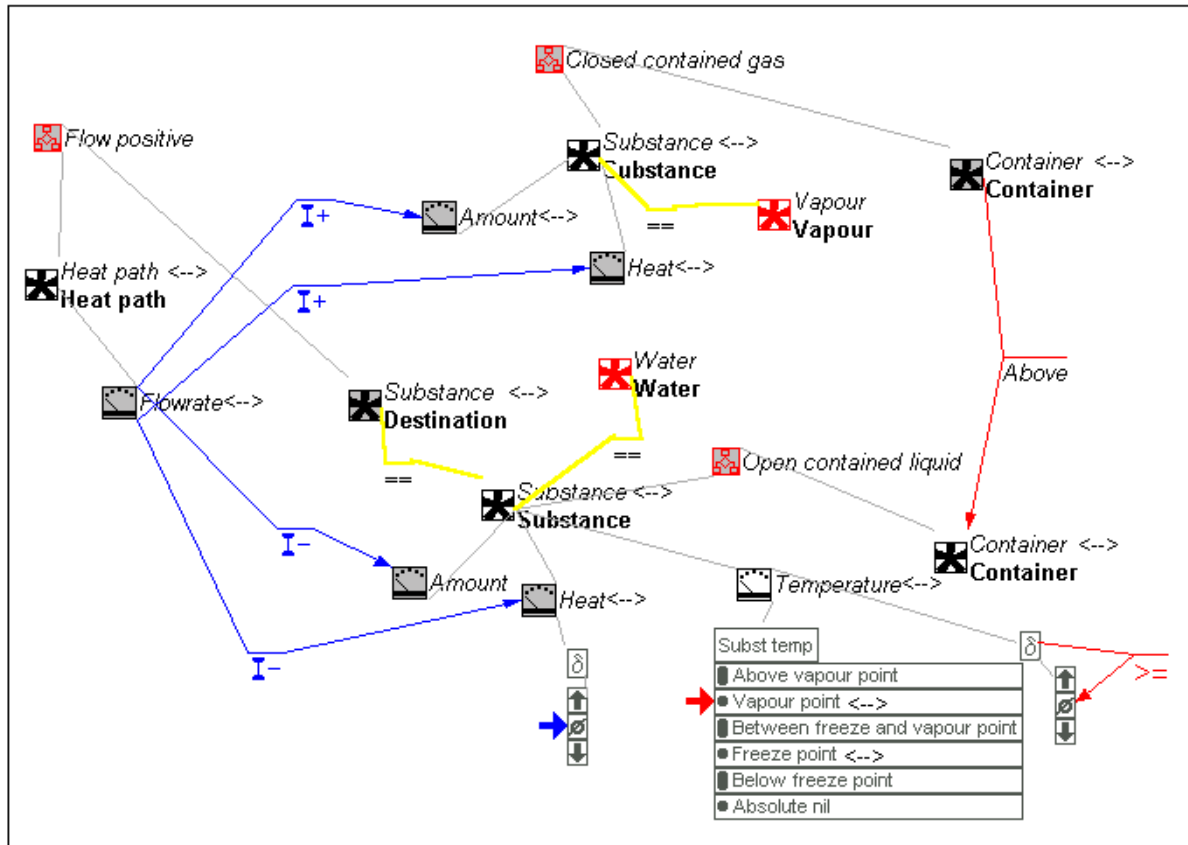 Closed contained gas
Flow positive
Substance <-->
Substance
Container <-->
Container
I+
Amount<-->
Vapour
Vapour
==
Heat path <-->
Heat path
I+
Heat<-->
Water
Water
Above
Flowrate<-->
Substance <-->
Destination
==
==
Open contained liquid
Substance <-->
Substance
I−
Container <-->
Container
Amount
Heat<-->
Temperature<-->
I−
δ
Subst temp
δ
>=
Above vapour point
Vapour point <-->
ø
ø
Between freeze and vapour point
Freeze point <-->
Below freeze point
Absolute nil